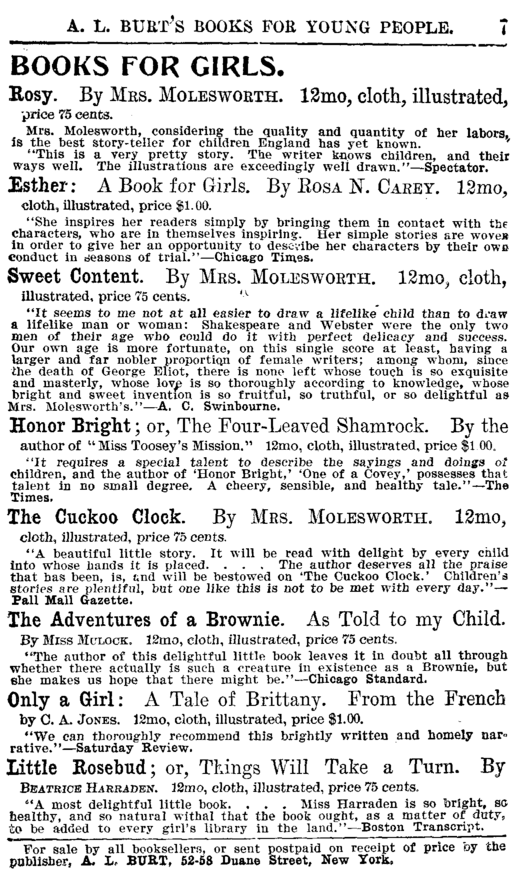 A. L. BURT'S BOOKS FOR YOUNG PEOPLE. 7
BOOKS FOR GIRLS.
Rosy. By MRS. MOLESWORTH. 12mo, cloth, illustrated,
price 75 cents.
Mrs. Molesworth, considering the quality and quantity of her labors,
is the best story-teller for children England has yet known.
"This is a very pretty story. The writer knows children, and their
ways well. The illustrations are exceedingly well drawn."—Spectator.
Esther: A Book for Girls. By ROSA N. CAREY. 12mo,
cloth, illustrated, price $1.00.
"She inspires her readers simply by bringing them in contact with the
characters, who are in themselves inspiring. Her simple stories are woven
in order to give her an opportunity to describe her characters by their own
conduct in seasons of trial."—Chicago Times.
Sweet Content. By MRS. MOLESWORTH. 12mo, cloth,
illustrated, price 75 cents.
"It seems to me not at all easier to draw a lifelike child than to draw
a lifelike man or woman: Shakespeare and Webster were the only two
men of their age who could do it with perfect delicacy and success.
Our own age is more fortunate, on this single score at least, having a
larger and far nobler proportion of female writers; among whom, since
the death of George Eliot, there is none left whose touch is so exquisite
and masterly, whose love is so thoroughly according to knowledge, whose
bright and sweet invention is so fruitful, so truthful, or so delightful as
Mrs. Molesworth's."—A. C. Swinbourne.
Honor Bright; or, The Four-Leaved Shamrock. By the
author of "Miss Toosey's Mission." 12mo, cloth, illustrated, price $1 00.
"It requires a special talent to describe the sayings and doings of
children, and the author of 'Honor Bright,' 'One of a Covey,' possesses that
talent in no small degree. A cheery, sensible, and healthy tale."—The
Times.
The Cuckoo Clock. By MRS. MOLESWORTH. 12mo,
cloth, illustrated, price 75 cents.
"A beautiful little story. It will be read with delight by every child
into whose hands it is placed. . . . The author deserves all the praise
that has been, is, and will be bestowed on 'The Cuckoo Clock.' Children's
stories are plentiful, but one like this is not to be met with every day."—
Pall Mall Gazette.
The Adventures of a Brownie. As Told to my Child.
By MISS MULOCK. 12mo, cloth, illustrated, price 75 cents.
"The author of this delightful little book leaves it in doubt all through
whether there actually is such a creature in existence as a Brownie, but
she makes us hope that there might be."—Chicago Standard.
Only a Girl: A Tale of Brittany. From the French
by C. A. JONES. 12mo, cloth, illustrated, price $1.00.
"We can thoroughly recommend this brightly written and homely nar-
rative."—Saturday Review.
Little Rosebud; or, Things Will Take a Turn. By
BEATRICE HARRADEN. 12mo, cloth, illustrated, price 75 cents.
"A most delightful little book. . . . Miss Harraden is so bright, so
healthy, and so natural withal that the book ought, as a matter of duty,
to be added to every girl's library in the land."—Boston Transcript.
For sale by all booksellers, or sent postpaid on receipt of price by the
publisher, A. L. BURT, 52-58 Duane Street, New York.